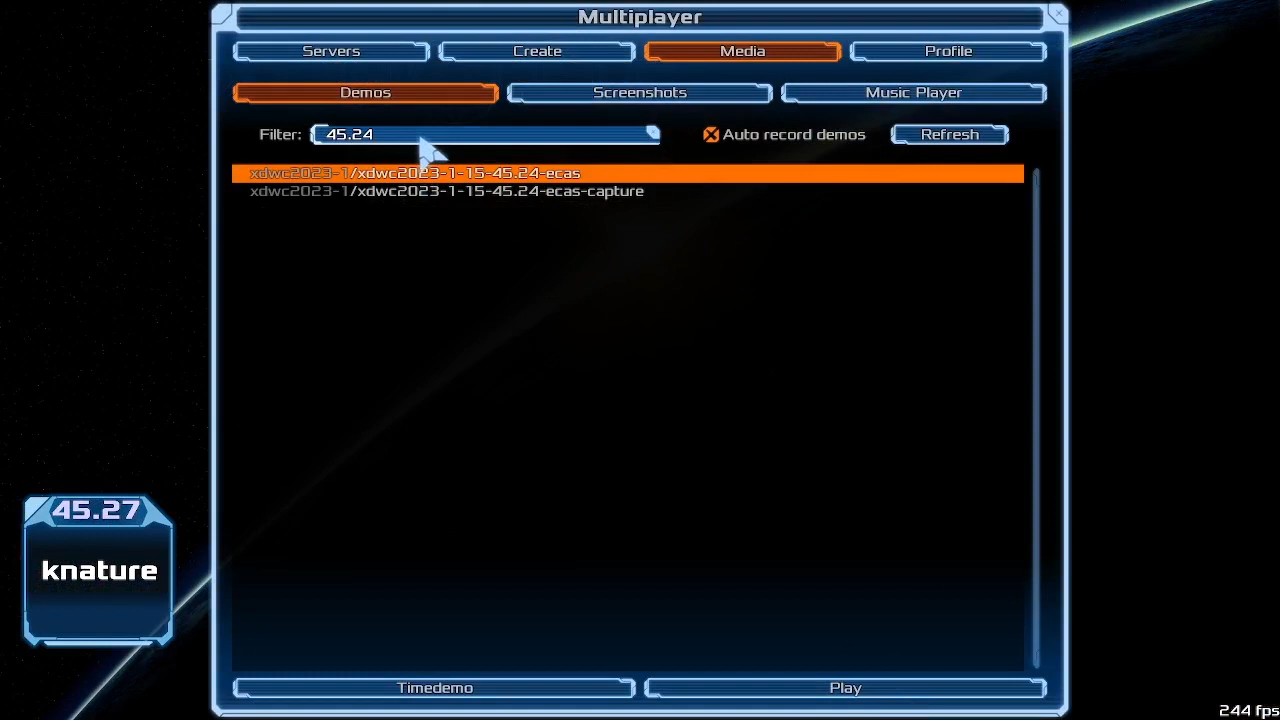 Multiplayer
Servers
Create
Media
Profile
Demos
Screenshots
Music Player
Filter: 45.24
Auto record demos
Refresh
xdwc2023-1/xdwc2023-1-15-45.24-ecas
xdwc2023-1/xdwc2023-1-15-45.24-ecas-capture
45.27
knature
Timedemo
Play
244 fps